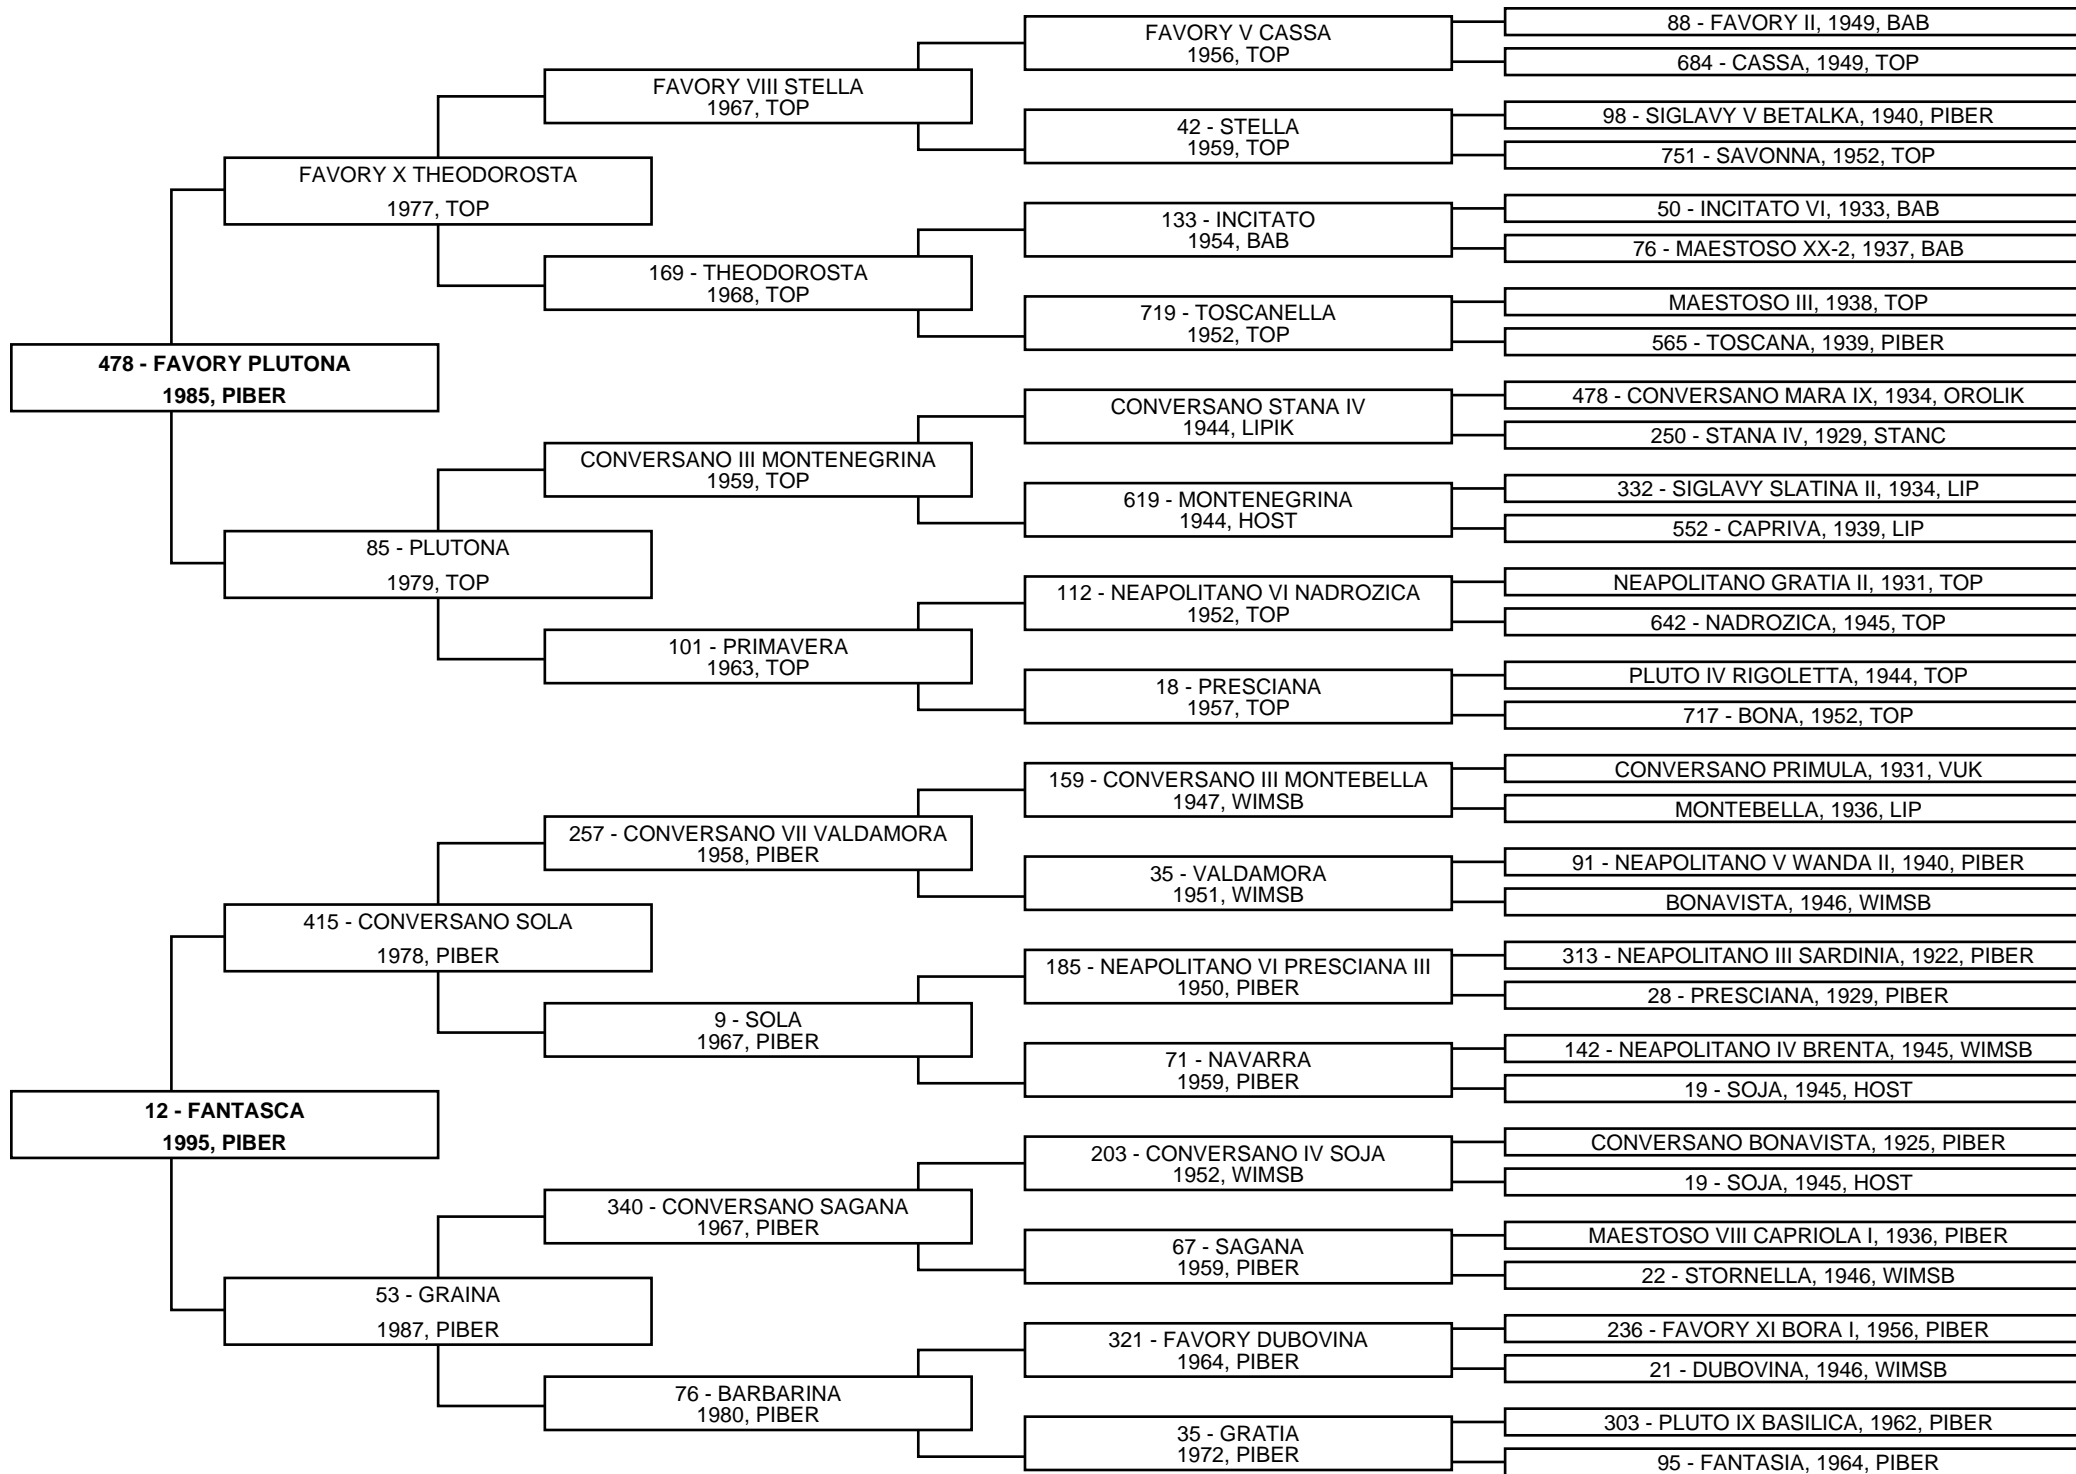 FAVORY V CASSA
1956, TOP
88 - FAVORY II, 1949, BAB
684 - CASSA, 1949, TOP
FAVORY VIII STELLA
1967, TOP
42 - STELLA
1959, TOP
98 - SIGLAVY V BETALKA, 1940, PIBER
751 - SAVONNA, 1952, TOP
FAVORY X THEODOROSTA
1977, TOP
133 - INCITATO
1954, BAB
50 - INCITATO VI, 1933, BAB
76 - MAESTOSO XX-2, 1937, BAB
169 - THEODOROSTA
1968, TOP
719 - TOSCANELLA
1952, TOP
MAESTOSO III, 1938, TOP
565 - TOSCANA, 1939, PIBER
478 - FAVORY PLUTONA
1985, PIBER
CONVERSANO STANA IV
1944, LIPIK
478 - CONVERSANO MARA IX, 1934, OROLIK
250 - STANA IV, 1929, STANC
CONVERSANO III MONTENEGRINA
1959, TOP
619 - MONTENEGRINA
1944, HOST
332 - SIGLAVY SLATINA II, 1934, LIP
552 - CAPRIVA, 1939, LIP
85 - PLUTONA
1979, TOP
112 - NEAPOLITANO VI NADROZICA
1952, TOP
NEAPOLITANO GRATIA II, 1931, TOP
642 - NADROZICA, 1945, TOP
101 - PRIMAVERA
1963, TOP
18 - PRESCIANA
1957, TOP
PLUTO IV RIGOLETTA, 1944, TOP
717 - BONA, 1952, TOP
159 - CONVERSANO III MONTEBELLA
1947, WIMSB
CONVERSANO PRIMULA, 1931, VUK
MONTEBELLA, 1936, LIP
257 - CONVERSANO VII VALDAMORA
1958, PIBER
35 - VALDAMORA
1951, WIMSB
91 - NEAPOLITANO V WANDA II, 1940, PIBER
BONAVISTA, 1946, WIMSB
415 - CONVERSANO SOLA
1978, PIBER
185 - NEAPOLITANO VI PRESCIANA III
1950, PIBER
313 - NEAPOLITANO III SARDINIA, 1922, PIBER
28 - PRESCIANA, 1929, PIBER
9 - SOLA
1967, PIBER
71 - NAVARRA
1959, PIBER
142 - NEAPOLITANO IV BRENTA, 1945, WIMSB
19 - SOJA, 1945, HOST
12 - FANTASCA
1995, PIBER
203 - CONVERSANO IV SOJA
1952, WIMSB
CONVERSANO BONAVISTA, 1925, PIBER
19 - SOJA, 1945, HOST
340 - CONVERSANO SAGANA
1967, PIBER
67 - SAGANA
1959, PIBER
MAESTOSO VIII CAPRIOLA I, 1936, PIBER
22 - STORNELLA, 1946, WIMSB
53 - GRAINA
1987, PIBER
321 - FAVORY DUBOVINA
1964, PIBER
236 - FAVORY XI BORA I, 1956, PIBER
21 - DUBOVINA, 1946, WIMSB
76 - BARBARINA
1980, PIBER
35 - GRATIA
1972, PIBER
303 - PLUTO IX BASILICA, 1962, PIBER
95 - FANTASIA, 1964, PIBER